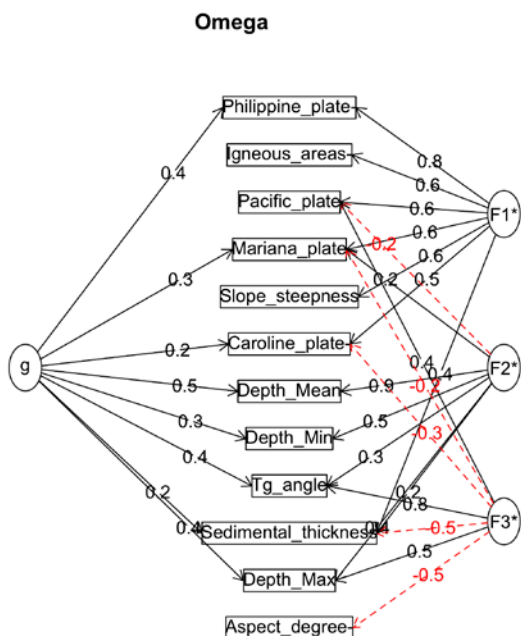 Omega
Philippine_plate
Igneous_areas
Pacific_plate
Mariana_plate
Slope_steepness
Caroline_plate
Depth_Mean
Depth_Min
Tg_angle
Sedimental_thickness
Depth_Max
Aspect_degree
g
F1*
F2*
F3*
0.4
0.3
0.2
0.5
0.3
0.4
0.2
0.4
0.8
0.6
0.6
0.6
0.6
0.5
-0.2
0.2
0.4
0.4
0.9
-0.2
0.5
-0.3
0.3
0.2
0.8
-0.5
0.5
-0.5